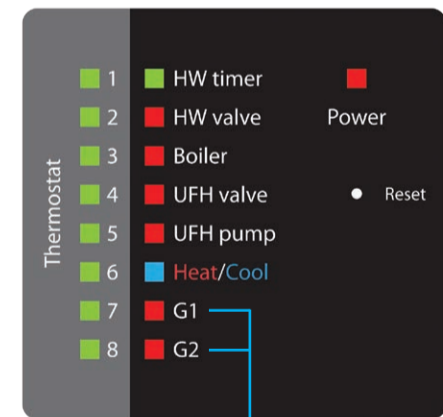 Thermostat
1 HW timer
2 HW valve Power
3 Boiler
4 UFH valve Reset
5 UFH pump
6 Heat/Cool
7 G1
8 G2